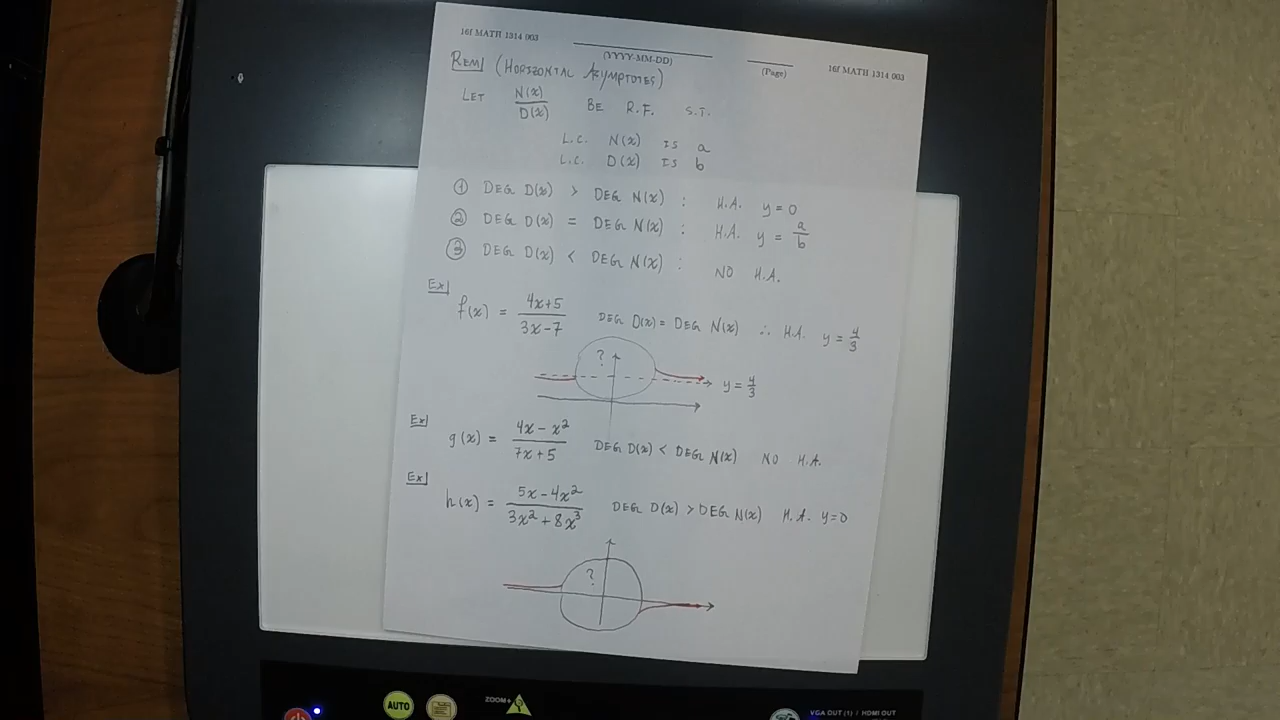 16f MATH 1314 003
(YYYY-MM-DD)
(Page)
16f MATH 1314 003
REM (HORIZONTAL ASYMPTOTES)
LET N(x)/D(x) BE R.F. S.T.
L.C. N(x) IS a
L.C. D(x) IS b
① DEG D(x) > DEG N(x) : H.A. y = 0
② DEG D(x) = DEG N(x) : H.A. y = a/b
③ DEG D(x) < DEG N(x) : NO H.A.
Ex
f(x) = (4x+5)/(3x-7) DEG D(x) = DEG N(x) ∴ H.A. y = 4/3
?
y = 4/3
Ex
g(x) = (4x - x²)/(7x+5) DEG D(x) < DEG N(x) NO H.A.
Ex
h(x) = (5x - 4x²)/(3x² + 8x³) DEG D(x) > DEG N(x) H.A. y=0
?
AUTO
ZOOM+
VGA OUT (1) / HDMI OUT